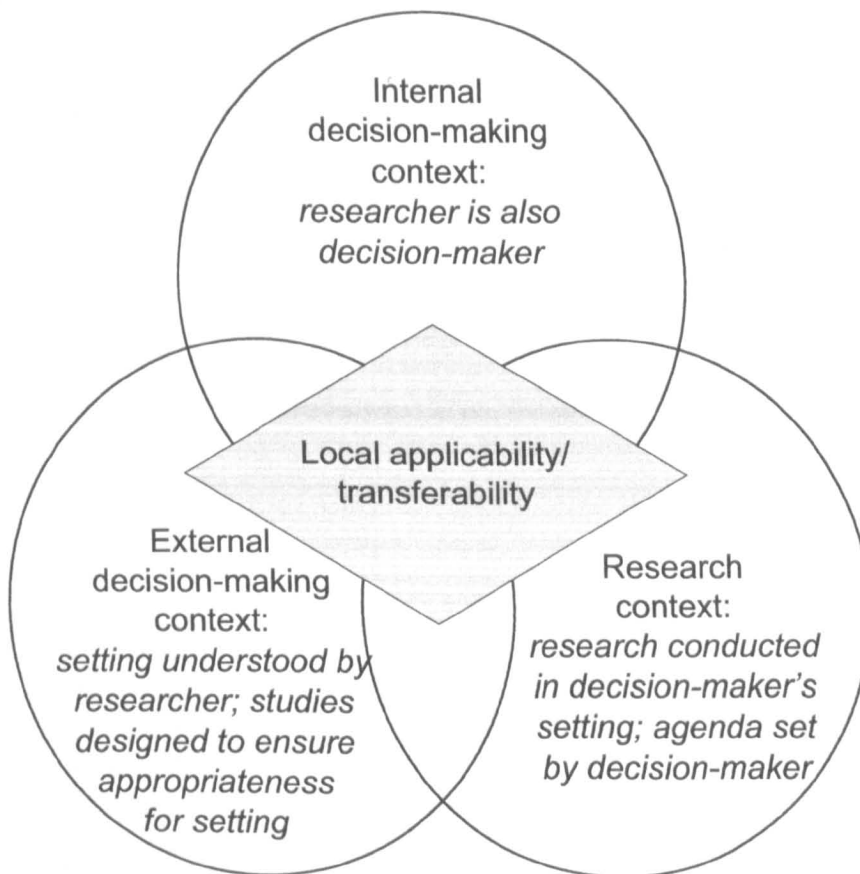 Internal
decision-making
context:
researcher is also
decision-maker
Local applicability/
transferability
External
decision-making
context:
setting understood by
researcher; studies
designed to ensure
appropriateness
for setting
Research
context:
research conducted
in decision-maker's
setting; agenda set
by decision-maker